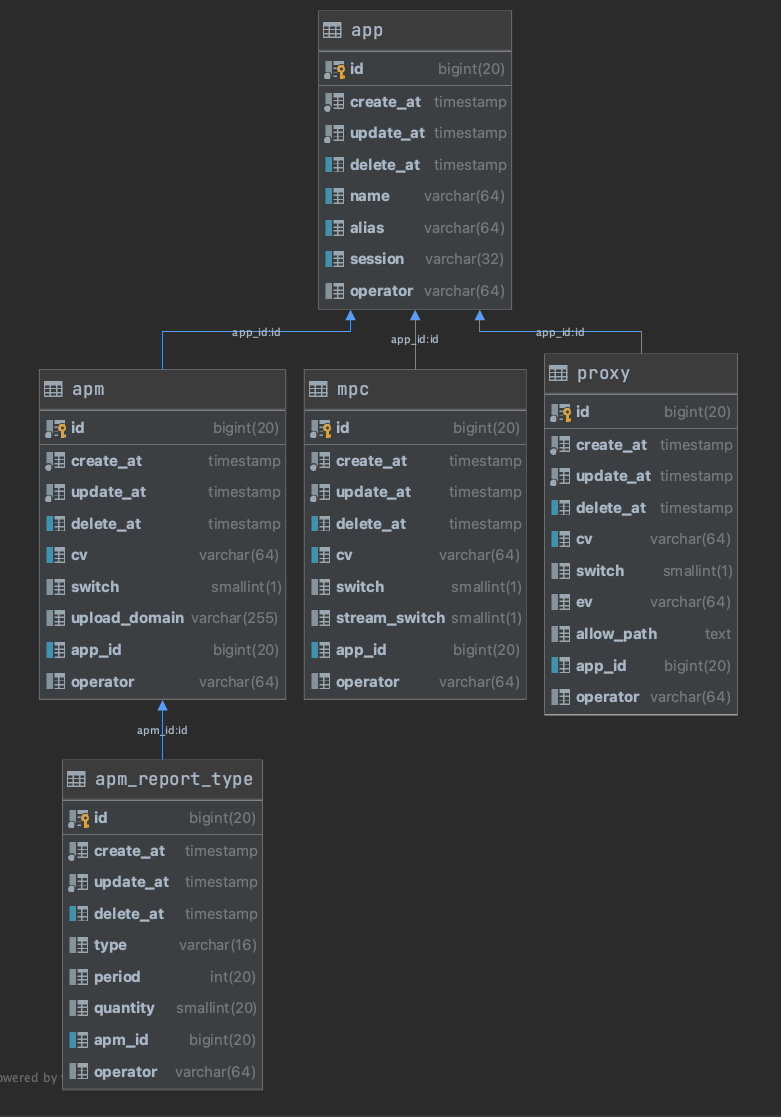 app
id bigint(20)
create_at timestamp
update_at timestamp
delete_at timestamp
name varchar(64)
alias varchar(64)
session varchar(32)
operator varchar(64)
app_id:id
app_id:id
app_id:id
apm
id bigint(20)
create_at timestamp
update_at timestamp
delete_at timestamp
cv varchar(64)
switch smallint(1)
upload_domain varchar(255)
app_id bigint(20)
operator varchar(64)
mpc
id bigint(20)
create_at timestamp
update_at timestamp
delete_at timestamp
cv varchar(64)
switch smallint(1)
stream_switch smallint(1)
app_id bigint(20)
operator varchar(64)
proxy
id bigint(20)
create_at timestamp
update_at timestamp
delete_at timestamp
cv varchar(64)
switch smallint(1)
ev varchar(64)
allow_path text
app_id bigint(20)
operator varchar(64)
apm_id:id
apm_report_type
id bigint(20)
create_at timestamp
update_at timestamp
delete_at timestamp
type varchar(16)
period int(20)
quantity smallint(20)
apm_id bigint(20)
operator varchar(64)
owered by